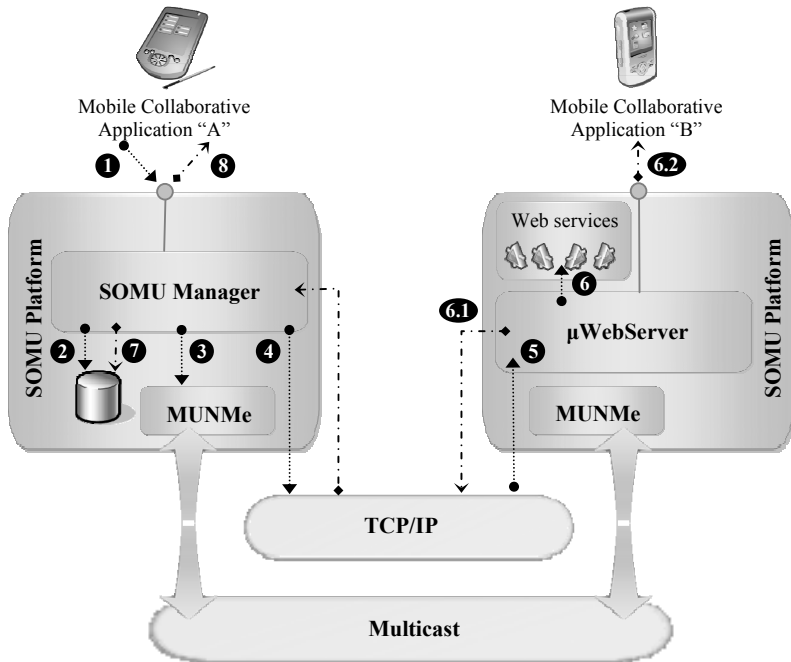 Mobile Collaborative
Application “A”
Mobile Collaborative
Application “B”
1
8
6.2
SOMU Platform
SOMU Manager
2
7
3
4
MUNMe
Web services
6
6.1
5
µWebServer
MUNMe
SOMU Platform
TCP/IP
Multicast